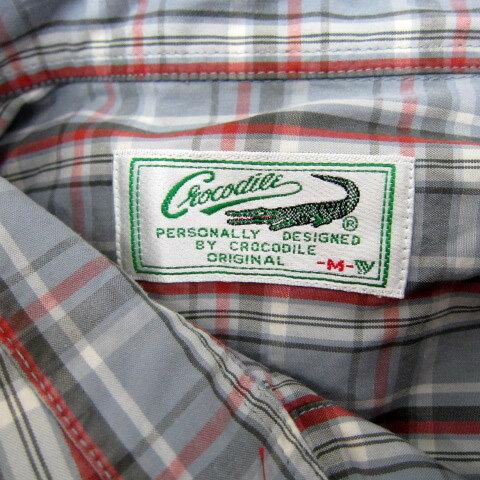 Crocodile
®
PERSONALLY DESIGNED
BY CROCODILE
ORIGINAL -M-W